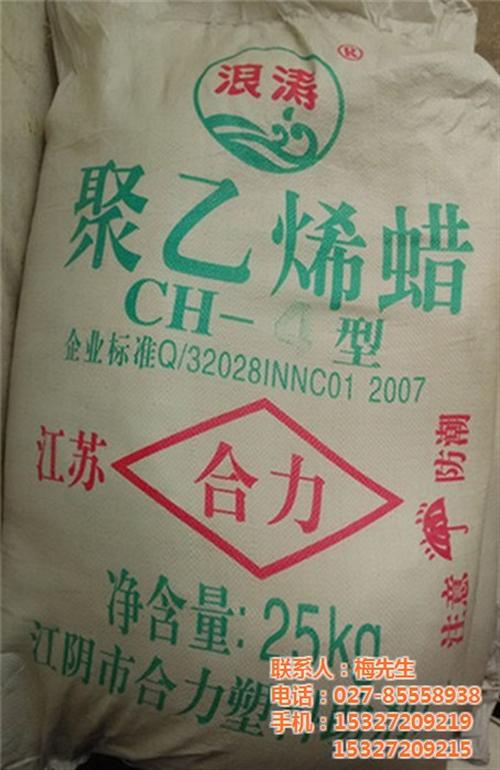 浪涛®
聚乙烯蜡
CH-4型
企业标准Q/32028INNC01 2007
江苏
合力
注意防潮
净含量:25kg
江阴市合力塑
联系人：梅先生
电话：027-85558938
手机：15327209219
15327209215